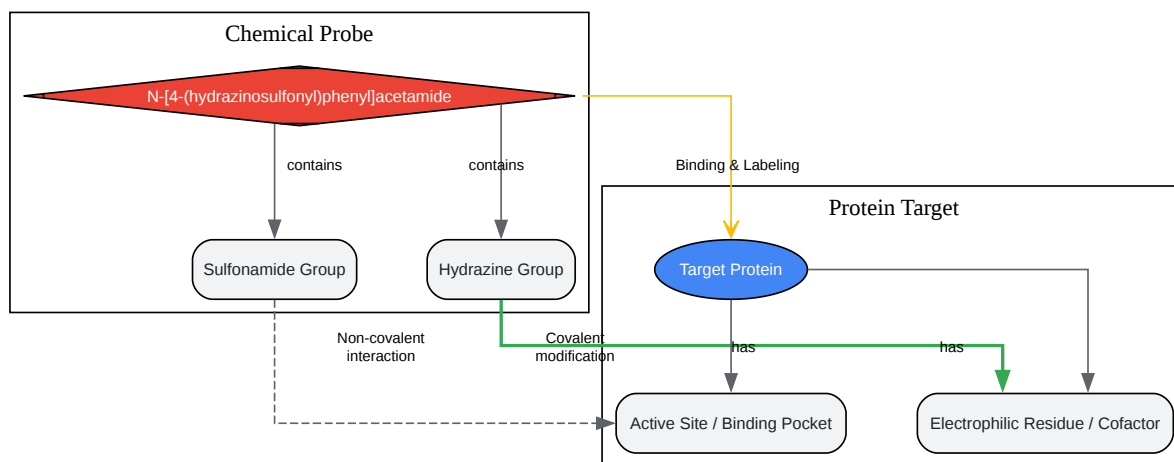 Chemical Probe
N-[4-(hydrazinosulfonyl)phenyl]acetamide
contains
contains
Binding & Labeling
Protein Target
Sulfonamide Group
Hydrazine Group
Target Protein
Non-covalent
interaction
Covalent
modification
has
has
Active Site / Binding Pocket
Electrophilic Residue / Cofactor